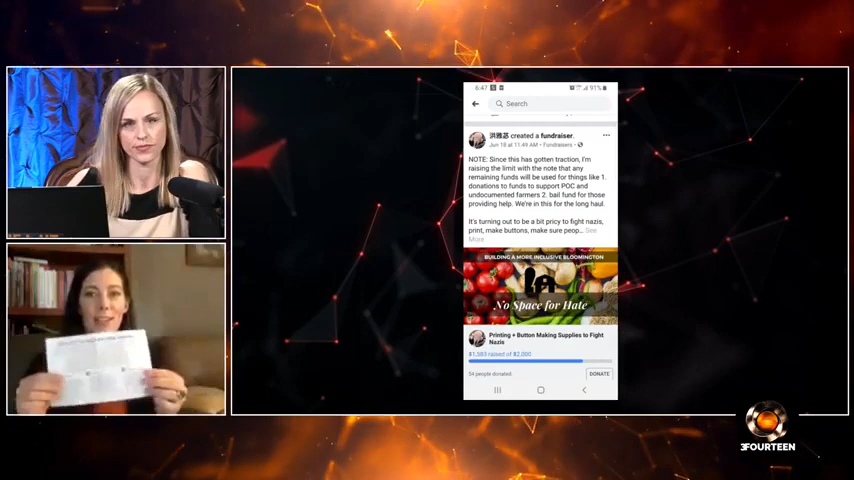 6:47
91%
Search
洪雅苾 created a fundraiser.
Jun 18 at 11:49 AM • Fundraisers •
NOTE: Since this has gotten traction, I'm
raising the limit with the note that any
remaining funds will be used for things like 1.
donations to funds to support POC and
undocumented farmers 2. bail fund for those
providing help. We're in this for the long haul.
It's turning out to be a bit pricy to fight nazis,
print, make buttons, make sure peop... See
More
BUILDING A MORE INCLUSIVE BLOOMINGTON
No Space for Hate
Printing + Button Making Supplies to Fight
Nazis
$1,583 raised of $2,000
54 people donated.
DONATE
3FOURTEEN